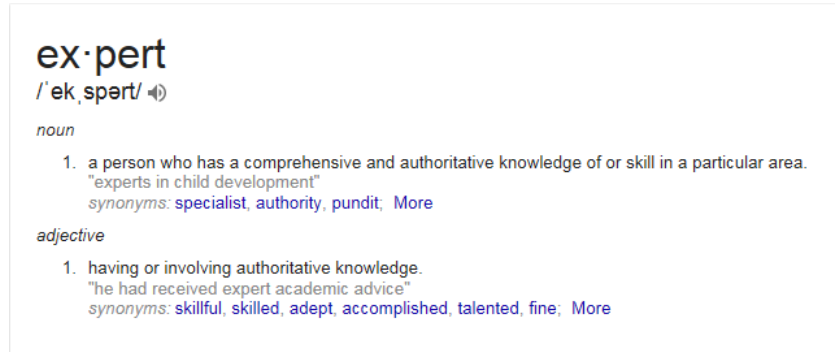 ex·pert
/ˈekˌspərt/
noun
1. a person who has a comprehensive and authoritative knowledge of or skill in a particular area.
"experts in child development"
synonyms: specialist, authority, pundit; More
adjective
1. having or involving authoritative knowledge.
"he had received expert academic advice"
synonyms: skillful, skilled, adept, accomplished, talented, fine; More